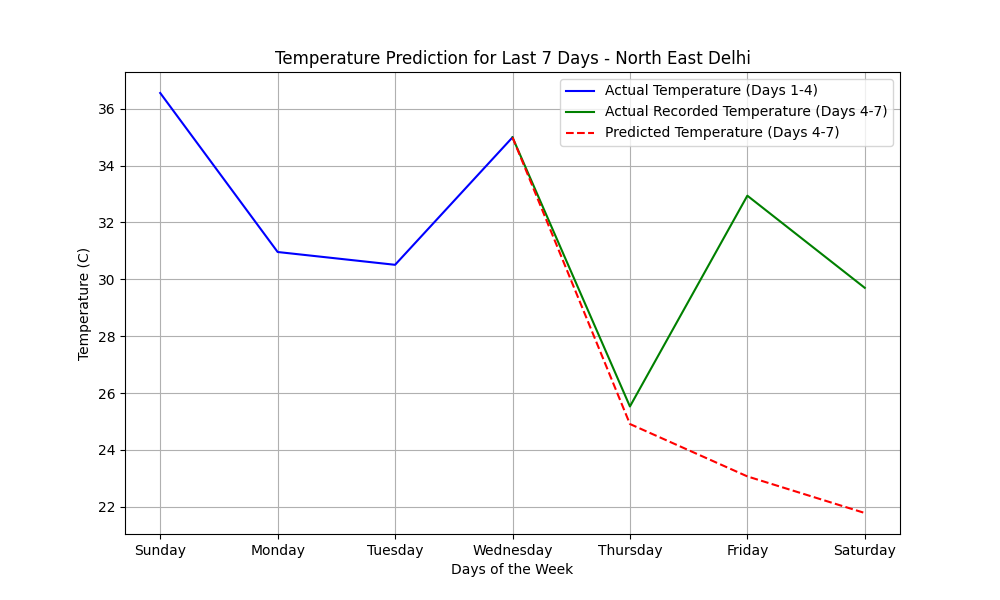 Temperature Prediction for Last 7 Days - North East Delhi
Actual Temperature (Days 1-4)
Actual Recorded Temperature (Days 4-7)
Predicted Temperature (Days 4-7)
Temperature (C)
36
34
32
30
28
26
24
22
Sunday Monday Tuesday Wednesday Thursday Friday Saturday
Days of the Week